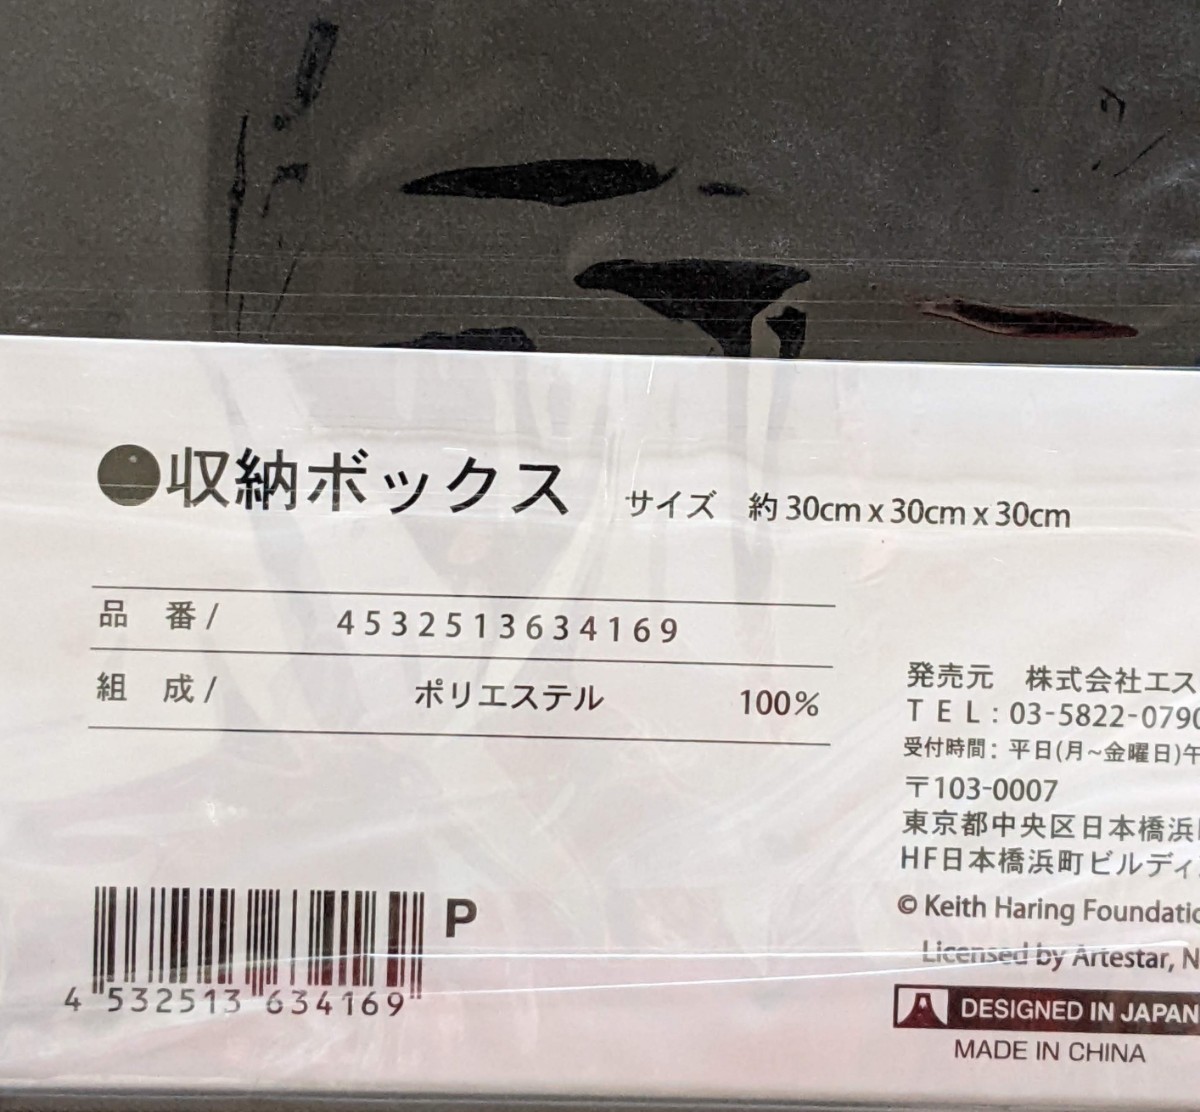 ●収納ボックス サイズ 約30cm x 30cm x 30cm
品 番/ 4532513634169
組 成/ ポリエステル 100%
発売元 株式会社エス
TEL:03-5822-0790
受付時間:平日(月~金曜日)午
〒103-0007
東京都中央区日本橋浜
HF日本橋浜町ビルディ
© Keith Haring Foundatio
Licensed by Artestar, N
DESIGNED IN JAPAN
MADE IN CHINA
P
4 532513 634169